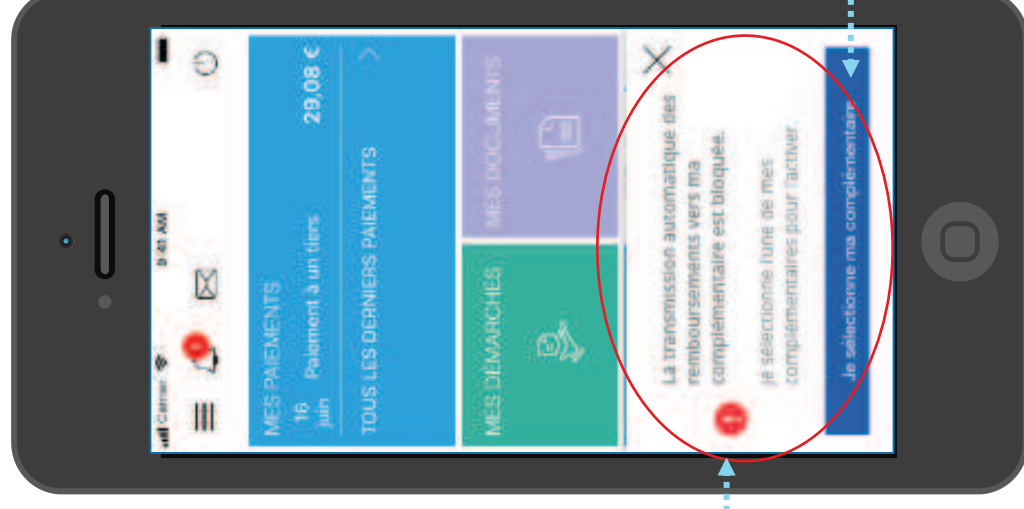 Carrier
9:41 AM
MES PAIEMENTS
16
juin
Paiement à un tiers
29,08 €
TOUS LES DERNIERS PAIEMENTS
MES DÉMARCHES
MES DOCUMENTS
La transmission automatique des
remboursements vers ma
complémentaire est bloquée.
Je sélectionne l'une de mes
complémentaires pour l'activer.
Je sélectionne ma complémentaire